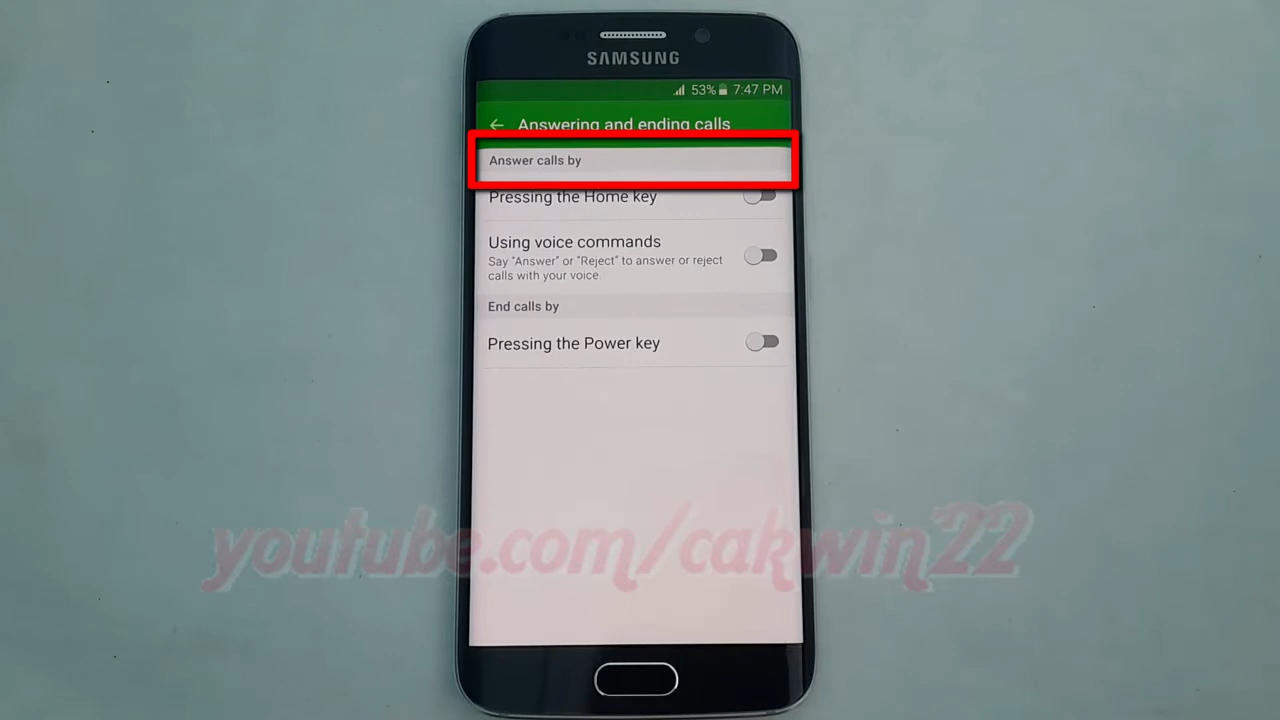 SAMSUNG
53% 7:47 PM
Answering and ending calls
Answer calls by
Pressing the Home key
Using voice commands
Say "Answer" or "Reject" to answer or reject
calls with your voice.
End calls by
Pressing the Power key
youtube.com/cakwin22